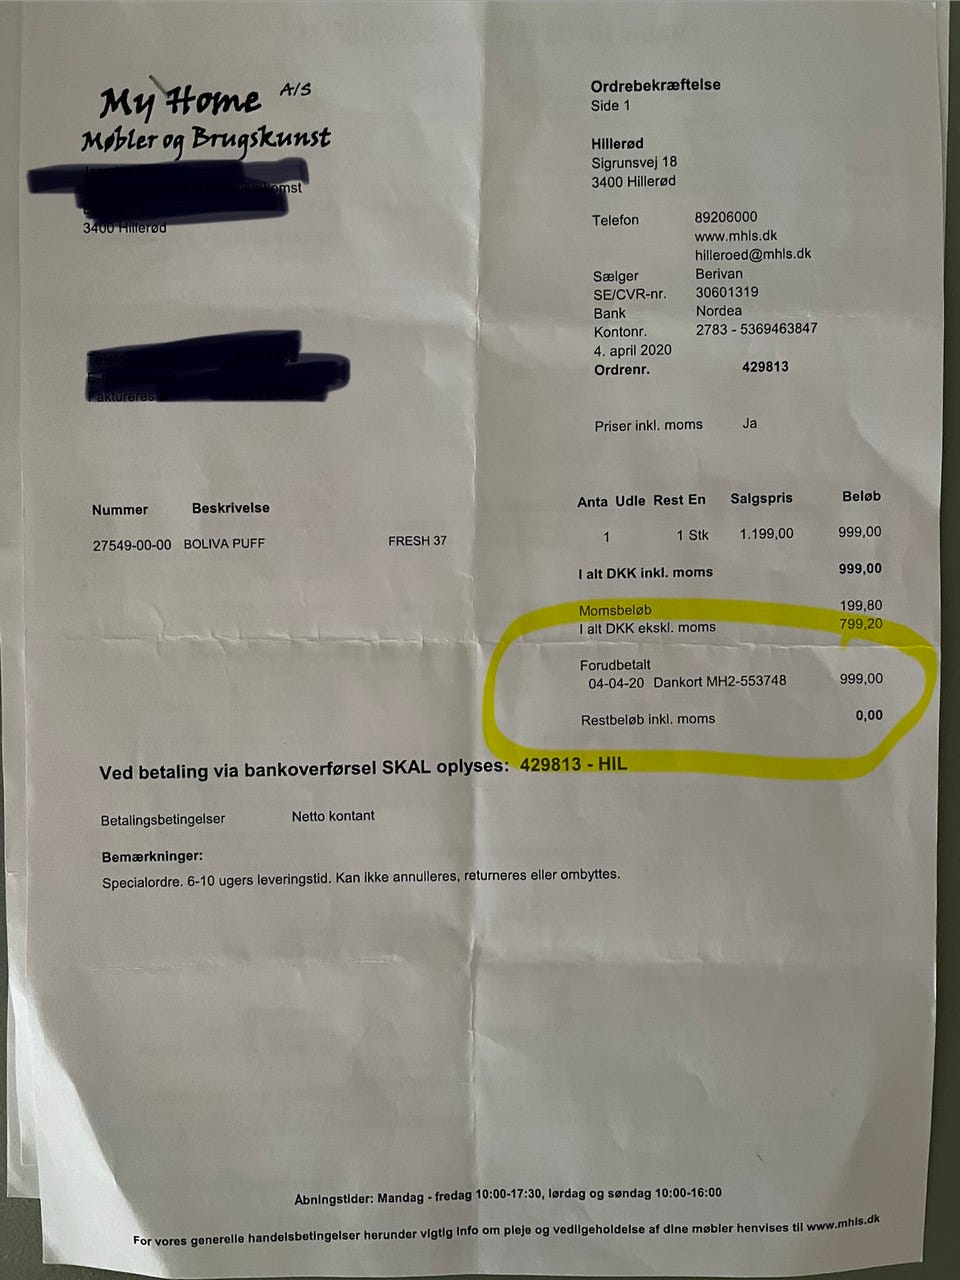 My Home A/S
Møbler og Brugskunst
3400 Hillerød
Faktureres
Ordrebekræftelse
Side 1
Hillerød
Sigrunsvej 18
3400 Hillerød
Telefon 89206000
www.mhls.dk
hilleroed@mhls.dk
Sælger Berivan
SE/CVR-nr. 30601319
Bank Nordea
Kontonr. 2783 - 5369463847
4. april 2020
Ordrenr. 429813
Priser inkl. moms Ja
Nummer Beskrivelse Anta Udle Rest En Salgspris Beløb
27549-00-00 BOLIVA PUFF FRESH 37 1 1 Stk 1.199,00 999,00
I alt DKK inkl. moms 999,00
Momsbeløb 199,80
I alt DKK ekskl. moms 799,20
Forudbetalt
04-04-20 Dankort MH2-553748 999,00
Restbeløb inkl. moms 0,00
Ved betaling via bankoverførsel SKAL oplyses: 429813 - HIL
Betalingsbetingelser Netto kontant
Bemærkninger:
Specialordre. 6-10 ugers leveringstid. Kan ikke annulleres, returneres eller ombyttes.
Åbningstider: Mandag - fredag 10:00-17:30, lørdag og søndag 10:00-16:00
For vores generelle handelsbetingelser herunder vigtig info om pleje og vedligeholdelse af dine møbler henvises til www.mhls.dk